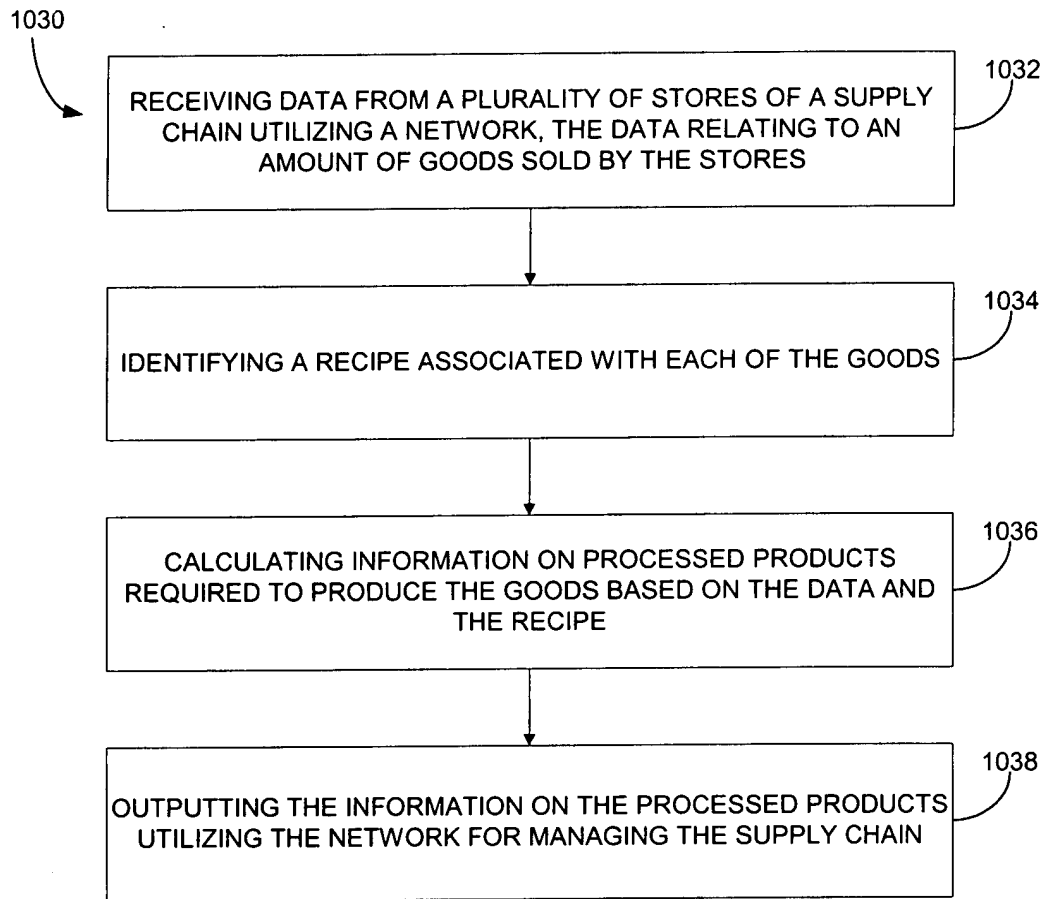 1030
1032
RECEIVING DATA FROM A PLURALITY OF STORES OF A SUPPLY
CHAIN UTILIZING A NETWORK, THE DATA RELATING TO AN
AMOUNT OF GOODS SOLD BY THE STORES
1034
IDENTIFYING A RECIPE ASSOCIATED WITH EACH OF THE GOODS
1036
CALCULATING INFORMATION ON PROCESSED PRODUCTS
REQUIRED TO PRODUCE THE GOODS BASED ON THE DATA AND
THE RECIPE
1038
OUTPUTTING THE INFORMATION ON THE PROCESSED PRODUCTS
UTILIZING THE NETWORK FOR MANAGING THE SUPPLY CHAIN